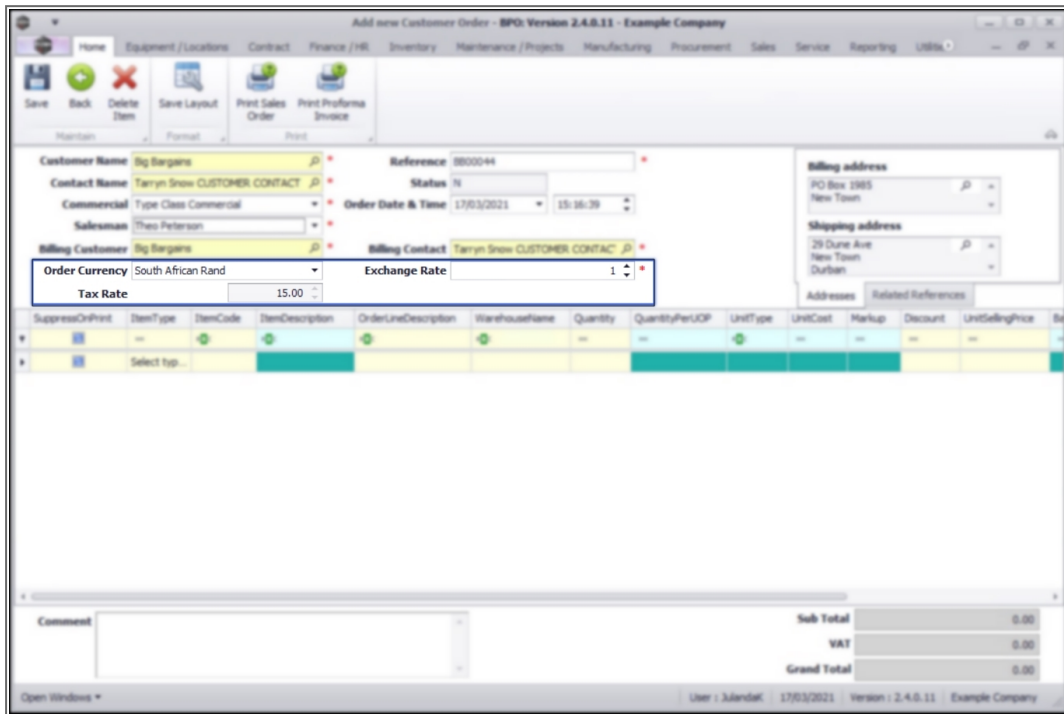 Add new Customer Order - BPO: Version 2.4.0.11 - Example Company
Home Equipment / Locations Contract Finance / HR Inventory Maintenance / Projects Manufacturing Procurement Sales Service Reporting
Save Back Delete Item Save Layout Print Sales Order Print Proforma Invoice
Maintain Format Print
Customer Name Big Bargains * Reference BB00044 *
Contact Name Tarryn Snow CUSTOMER CONTACT * Status N
Commercial Type Class Commercial * Order Date & Time 17/03/2021 15:16:39
Salesman Theo Peterson *
Billing Customer Big Bargains * Billing Contact Tarryn Snow CUSTOMER CONTAC *
Order Currency South African Rand Exchange Rate 1 *
Tax Rate 15.00
Billing address
PO Box 1985
New Town
Shipping address
29 Dune Ave
New Town
Durban
Addresses Related References
SuppressOnPrint ItemType ItemCode ItemDescription OrderLineDescription WarehouseName Quantity QuantityPerUOP UnitType UnitCost Markup Discount UnitSellingPrice
Select typ...
Comment
Sub Total 0.00
VAT 0.00
Grand Total 0.00
Open Windows User : JulandaK 17/03/2021 Version : 2.4.0.11 Example Company